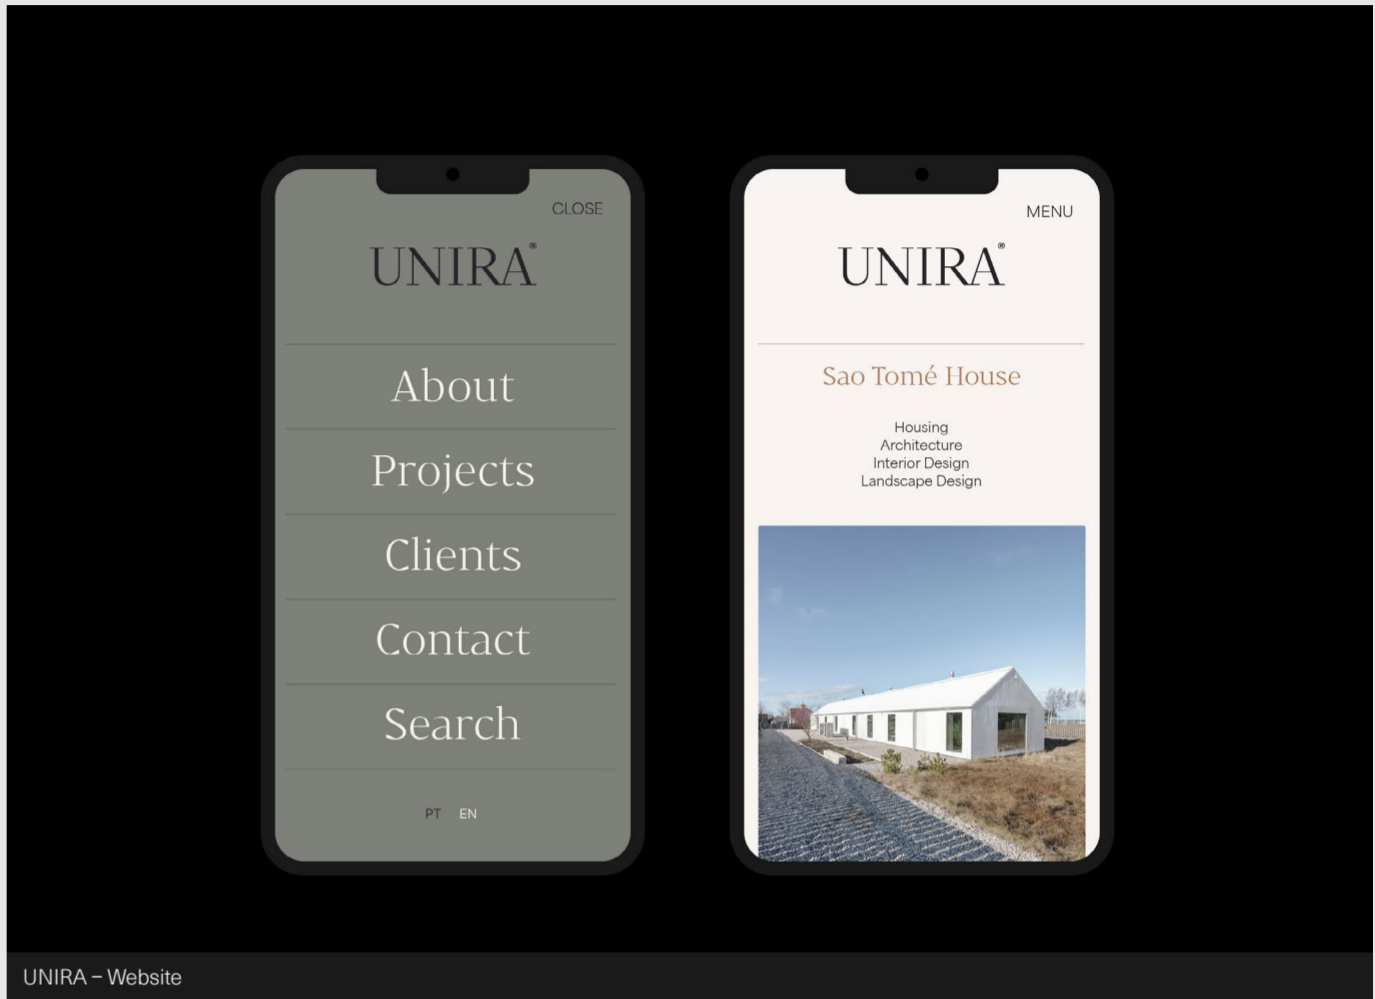 CLOSE
UNIRA®
About
Projects
Clients
Contact
Search
PT EN
MENU
UNIRA®
Sao Tomé House
Housing
Architecture
Interior Design
Landscape Design
UNIRA – Website